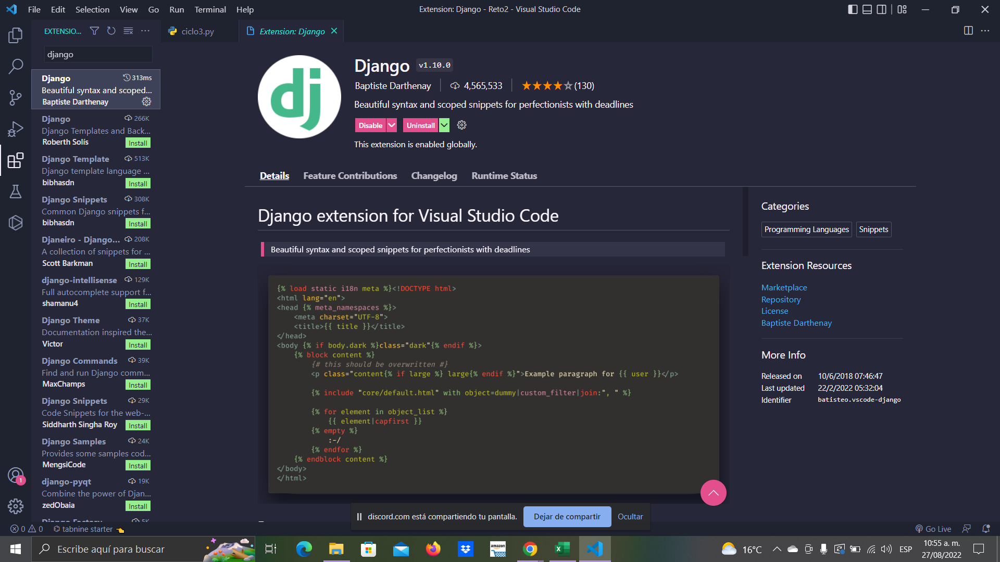 File Edit Selection View Go Run Terminal Help
Extension: Django - Reto2 - Visual Studio Code
EXTENSIO...
ciclo3.py
Extension: Django
django
Django 313ms
Beautiful syntax and scoped...
Baptiste Darthenay
Django 266K
Django Templates and Back...
Roberth Solís Install
Django Template 513K
Django template language ...
bibhasdn Install
Django Snippets 308K
Common Django snippets f...
bibhasdn Install
Djaneiro - Django... 208K
A collection of snippets for ...
Scott Barkman Install
django-intellisense 129K
Full autocomplete support f...
shamanu4 Install
Django Theme 37K
Documentation inspired the...
Victor Install
Django Commands 39K
Find and run Django comm...
MaxChamps Install
Django Snippets 29K
Code Snippets for the web-...
Siddharth Singha Roy Install
Django Samples 24K
Provides some samples cod...
MengsiCode Install
django-pyqt 19K
Combine the power of Djan...
zedObaia Install
Django Factory 5K
dj
Django v1.10.0
Baptiste Darthenay 4,565,533 (130)
Beautiful syntax and scoped snippets for perfectionists with deadlines
Disable Uninstall
This extension is enabled globally.
Details Feature Contributions Changelog Runtime Status
Django extension for Visual Studio Code
Beautiful syntax and scoped snippets for perfectionists with deadlines
{% load static i18n meta %}<!DOCTYPE html>
<html lang="en">
<head {% meta_namespaces %}>
<meta charset="UTF-8">
<title>{{ title }}</title>
</head>
<body {% if body.dark %}class="dark"{% endif %}>
{% block content %}
{# this should be overwritten #}
<p class="content{% if large %} large{% endif %}">Example paragraph for {{ user }}</p>
{% include "core/default.html" with object=dummy|custom_filter|join:", " %}
{% for element in object_list %}
{{ element|capfirst }}
{% empty %}
:-/
{% endfor %}
{% endblock content %}
</body>
</html>
Categories
Programming Languages Snippets
Extension Resources
Marketplace
Repository
License
Baptiste Darthenay
More Info
Released on 10/6/2018 07:46:47
Last updated 22/2/2022 05:32:04
Identifier batisteo.vscode-django
discord.com está compartiendo tu pantalla. Dejar de compartir Ocultar
1
0 0 tabnine starter
Go Live
Escribe aquí para buscar
amazon
16°C
ESP
10:55 a. m.
27/08/2022